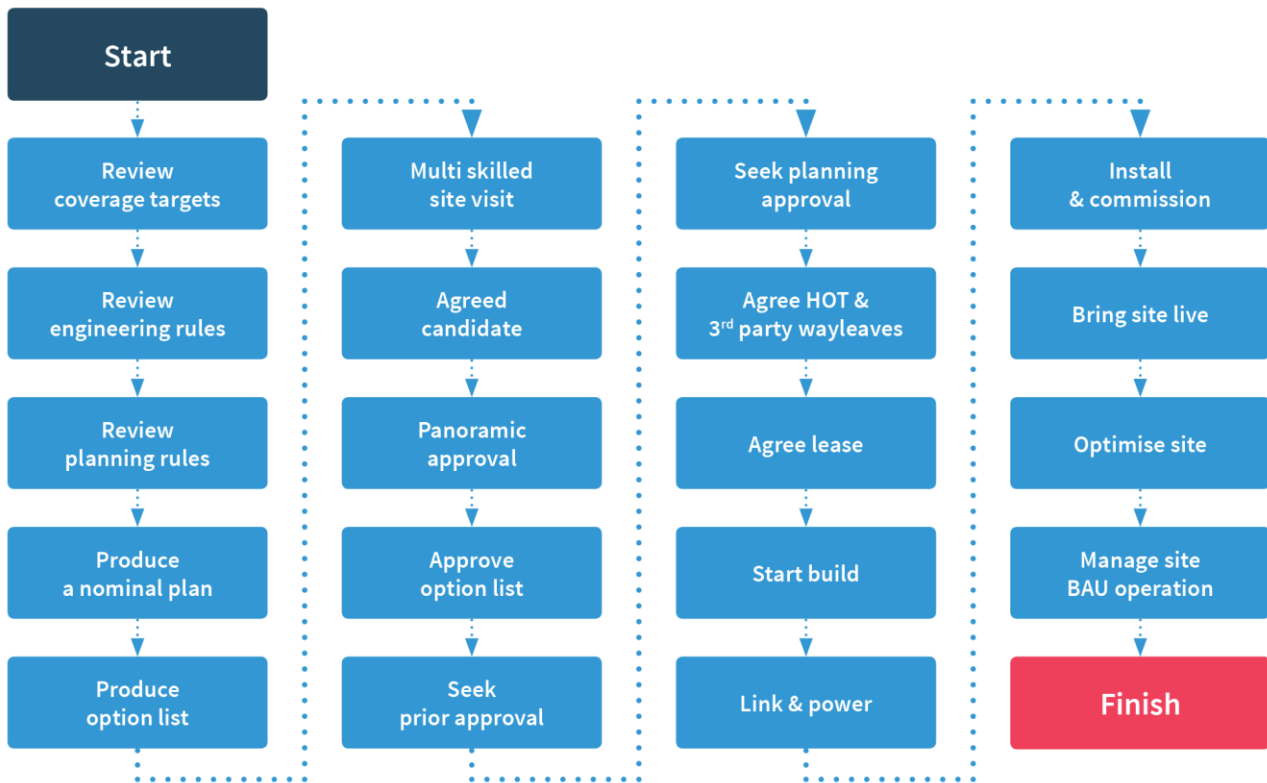 Start
Review
coverage targets
Review
engineering rules
Review
planning rules
Produce
a nominal plan
Produce
option list
Multi skilled
site visit
Agreed
candidate
Panoramic
approval
Approve
option list
Seek
prior approval
Seek planning
approval
Agree HOT &
3rd party wayleaves
Agree lease
Start build
Link & power
Install
& commission
Bring site live
Optimise site
Manage site
BAU operation
Finish